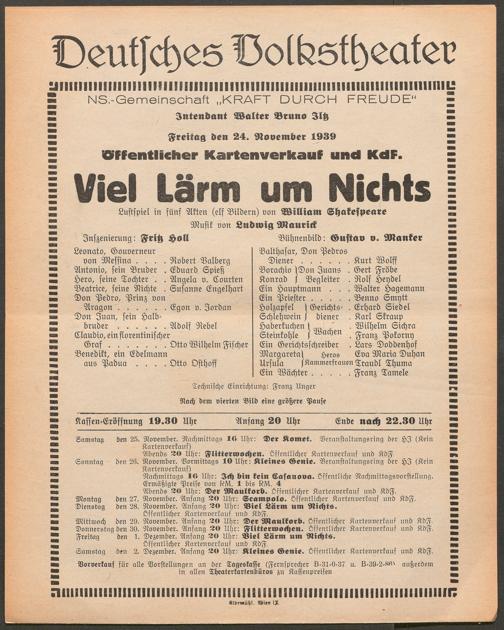 Deutsches Volkstheater
NS.-Gemeinschaft „KRAFT DURCH FREUDE“
Intendant Walter Bruno Iltz
Freitag den 24. November 1939
Öffentlicher Kartenverkauf und KdF.
Viel Lärm um Nichts
Lustspiel in fünf Akten (elf Bildern) von William Shakespeare
Musik von Ludwig Maurick
Inszenierung: Fritz Holl Bühnenbild: Gustav v. Manker
Leonato, Gouverneur
von Messina . . . . Robert Valberg
Antonio, sein Bruder . Eduard Spieß
Hero, seine Tochter . . Angela v. Courten
Beatrice, seine Nichte . Susanne Engelhart
Don Pedro, Prinz von
Aragon . . . . . . Egon v. Jordan
Don Juan, sein Halb-
bruder . . . . . . Adolf Rebel
Claudio, ein florentinischer
Graf . . . . . . Otto Wilhelm Fischer
Benedikt, ein Edelmann
aus Padua . . . . Otto Osthoff
Balthasar, Don Pedros
Diener . . . . . . Kurt Wolff
Borachio } Don Juans . Gert Fröbe
Konrad } Begleiter . Rolf Heydel
Ein Hauptmann . . . Walter Hagemann
Ein Priester . . . . . Benno Smytt
Holzapfel } Gerichts- . Erhard Siedel
Schlehwein } diener . Karl Skraup
Haberkuchen } Wachen . Wilhelm Sichra
Steinkohle } . Franz Pokorny
Ein Gerichtsschreiber . Lars Doddenhof
Margareta } Heros Eva Maria Duhan
Ursula } Kammerfrauen Traudl Thuma
Ein Wächter . . . . . Franz Tamele
Technische Einrichtung: Franz Unger
Nach dem vierten Bild eine größere Pause
Kassen-Eröffnung 19.30 Uhr Anfang 20 Uhr Ende nach 22.30 Uhr
Samstag den 25. November. Nachmittags 16 Uhr: Der Komet. Veranstaltungsring der HJ (Kein
Kartenverkauf)
Abends 20 Uhr: Flitterwochen. Öffentlicher Kartenverkauf und KdF.
Sonntag den 26. November. Vormittags 10 Uhr: Kleines Genie. Veranstaltungsring der HJ (Kein
Kartenverkauf)
Nachmittags 16 Uhr: Ich bin kein Casanova. Öffentliche Nachmittagsvorstellung.
Ermäßigte Preise von RM. 1 bis RM. 4
Abends 20 Uhr: Der Maulkorb. Öffentlicher Kartenverkauf und KdF.
Montag den 27. November. Anfang 20 Uhr: Scampolo. Öffentlicher Kartenverkauf und KdF.
Dienstag den 28. November. Anfang 20 Uhr: Viel Lärm um Nichts.
Öffentlicher Kartenverkauf und KdF.
Mittwoch den 29. November. Anfang 20 Uhr: Der Maulkorb. Öffentlicher Kartenverkauf und KdF.
Donnerstag den 30. November. Anfang 20 Uhr: Flitterwochen. Öffentlicher Kartenverkauf und KdF.
Freitag den 1. Dezember. Anfang 20 Uhr: Viel Lärm um Nichts.
Öffentlicher Kartenverkauf und KdF.
Samstag den 2. Dezember. Anfang 20 Uhr: Kleines Genie. Öffentlicher Kartenverkauf und KdF.
Vorverkauf für alle Vorstellungen an der Tageskasse (Fernsprecher B-31-0-37 u. außerdem
in allen Theaterkartenbüros zu Kassenpreisen
Wien IX.